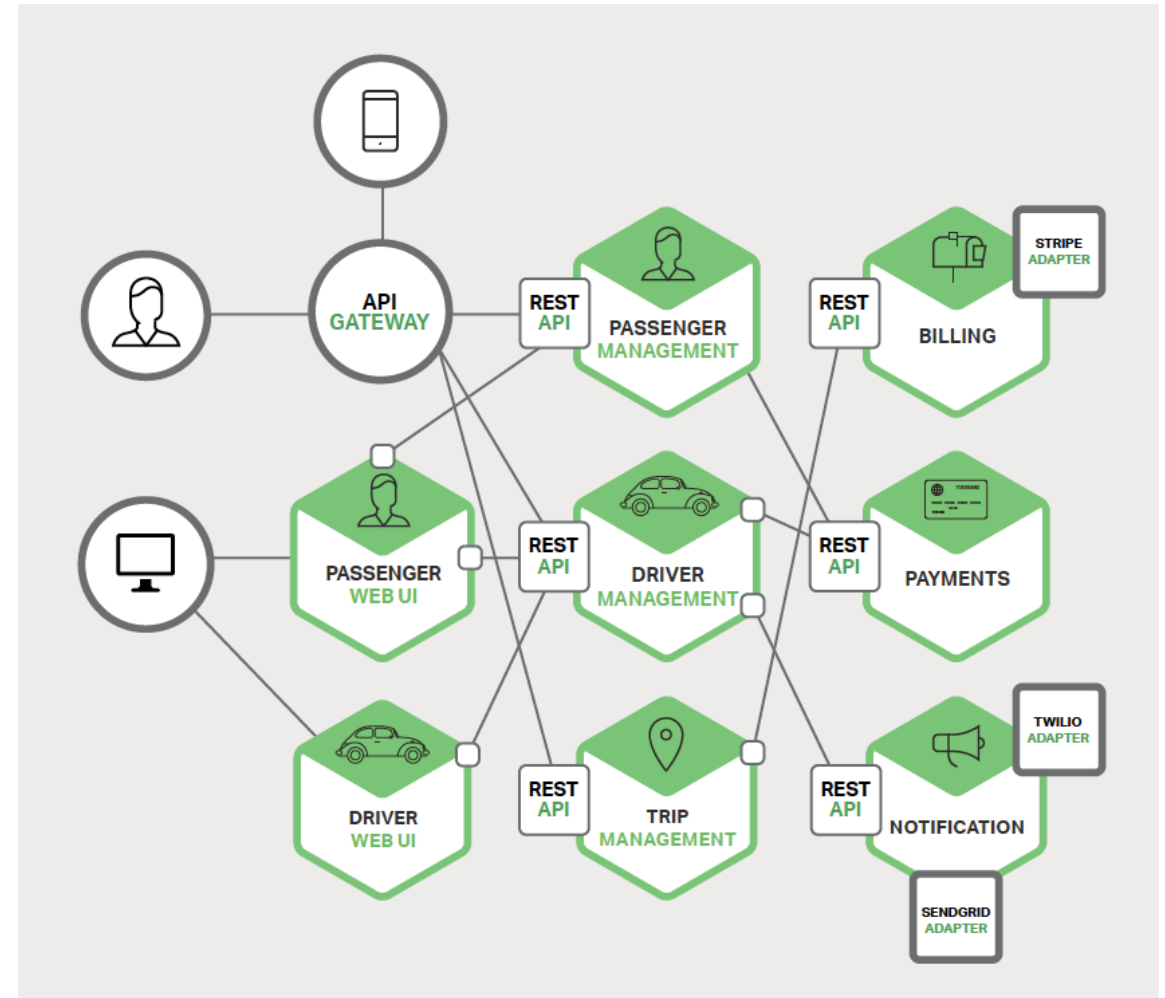 API
GATEWAY
REST
API
PASSENGER
MANAGEMENT
REST
API
BILLING
STRIPE
ADAPTER
PASSENGER
WEB UI
REST
API
DRIVER
MANAGEMENT
REST
API
YOURBANK
PAYMENTS
DRIVER
WEB UI
REST
API
TRIP
MANAGEMENT
REST
API
NOTIFICATION
TWILIO
ADAPTER
SENDGRID
ADAPTER